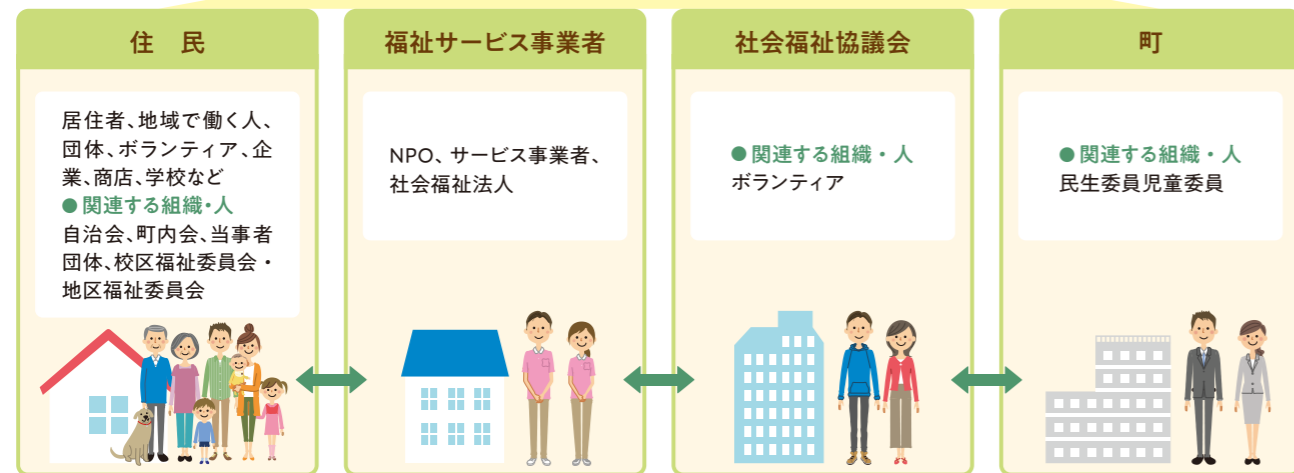 住 民
居住者、地域で働く人、
団体、ボランティア、企
業、商店、学校など
●関連する組織・人
自治会、町内会、当事者
団体、校区福祉委員会・
地区福祉委員会
福祉サービス事業者
NPO、サービス事業者、
社会福祉法人
社会福祉協議会
●関連する組織・人
ボランティア
町
●関連する組織・人
民生委員児童委員